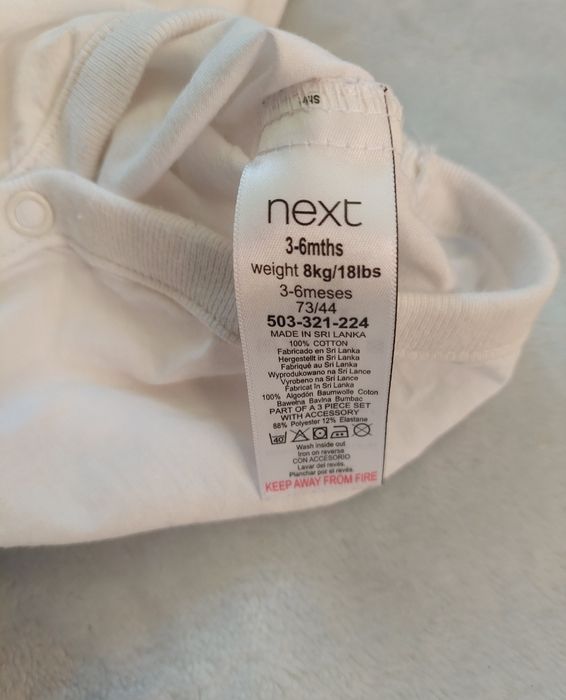 next
3-6mths
weight 8kg/18lbs
3-6meses
73/44
503-321-224
MADE IN SRI LANKA
100% COTTON
Fabricado en Sri Lanka
Hergestellt in Sri Lanka
Fabriqué au Sri Lanka
Wyprodukowano na Sri Lance
Vyrobeno na Sri Lance
Fabricat în Sri Lanka
100% Algodón Baumwolle Coton
Bawełna Bavlna Bumbac
PART OF A 3 PIECE SET
WITH ACCESSORY
88% Polyester 12% Elastane
40
Wash inside out
Iron on reverse
CON ACCESORIO
Lavar del revés.
Planchar por el revés.
KEEP AWAY FROM FIRE